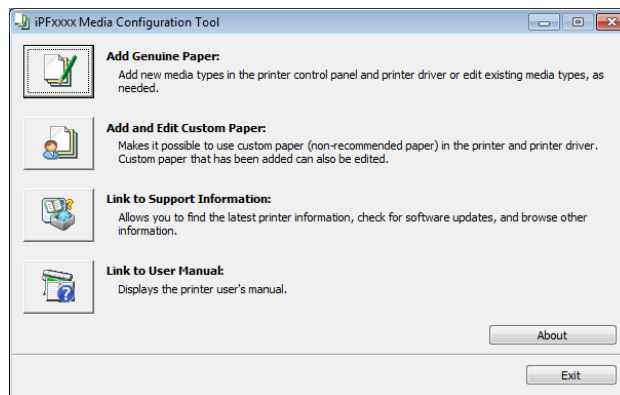 iPFxxxx Media Configuration Tool
Add Genuine Paper:
Add new media types in the printer control panel and printer driver or edit existing media types, as
needed.
Add and Edit Custom Paper:
Makes it possible to use custom paper (non-recommended paper) in the printer and printer driver.
Custom paper that has been added can also be edited.
Link to Support Information:
Allows you to find the latest printer information, check for software updates, and browse other
information.
Link to User Manual:
Displays the printer user's manual.
About
Exit